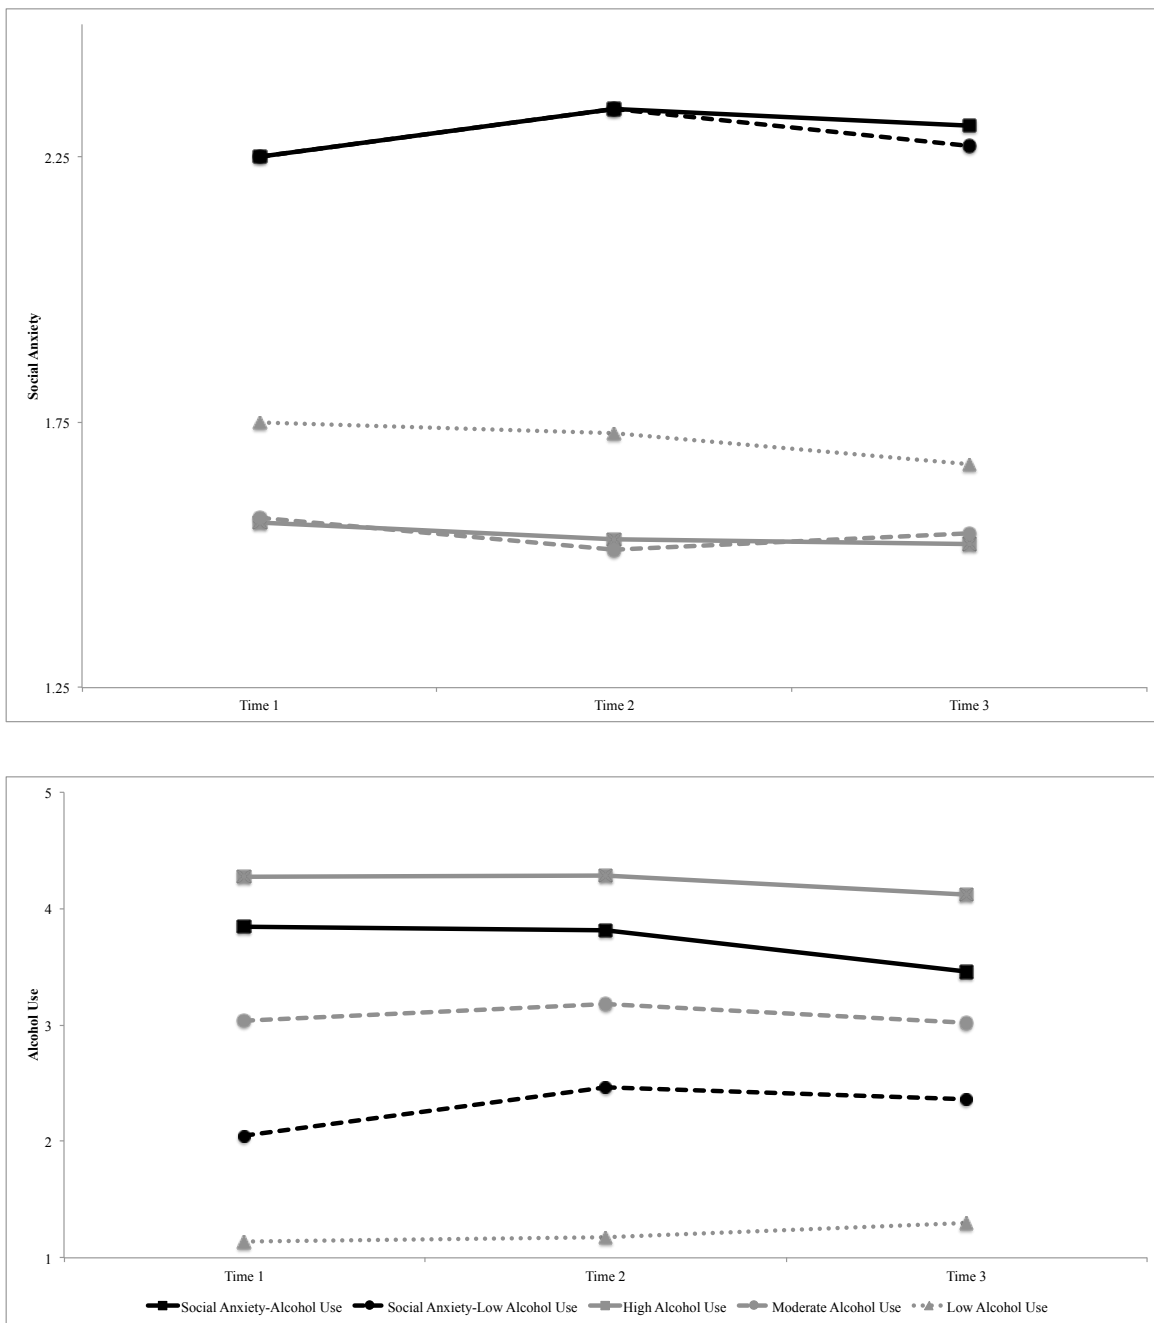 2.25
Social Anxiety
1.75
1.25
Time 1 Time 2 Time 3
5
4
3
Alcohol Use
2
1
Time 1 Time 2 Time 3
Social Anxiety-Alcohol Use Social Anxiety-Low Alcohol Use High Alcohol Use Moderate Alcohol Use Low Alcohol Use